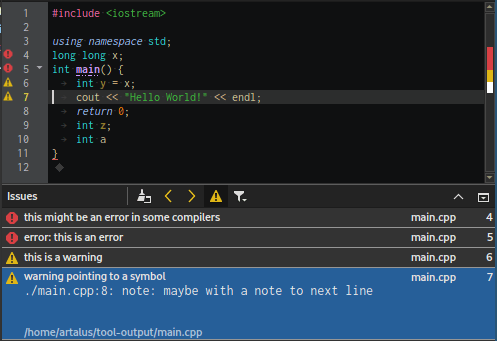 1 #include <iostream>
2
3 using namespace std;
4 long long x;
5 int main() {
6 int y = x;
7 cout << "Hello World!" << endl;
8 return 0;
9 int z;
10 int a
11 }
12
Issues
this might be an error in some compilers main.cpp 4
error: this is an error main.cpp 5
this is a warning main.cpp 6
warning pointing to a symbol main.cpp 7
./main.cpp:8: note: maybe with a note to next line
/home/artalus/tool-output/main.cpp